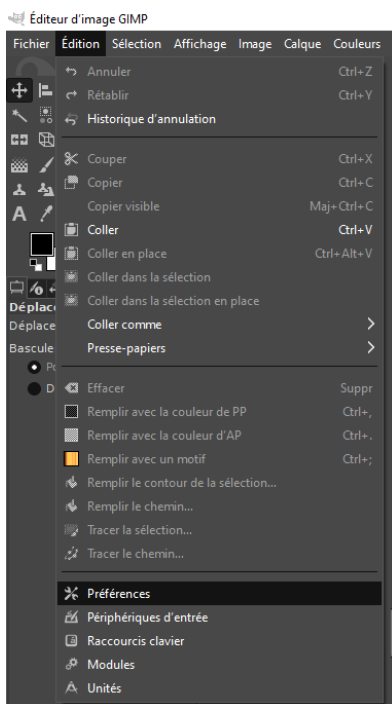 Éditeur d'image GIMP
Fichier Édition Sélection Affichage Image Calque Couleurs
Annuler Ctrl+Z
Rétablir Ctrl+Y
Historique d'annulation
Couper Ctrl+X
Copier Ctrl+C
Copier visible Maj+Ctrl+C
Coller Ctrl+V
Coller en place Ctrl+Alt+V
Coller dans la sélection
Coller dans la sélection en place
Déplace
Déplace
Coller comme
Bascule
Presse-papiers
Effacer Suppr
Remplir avec la couleur de PP Ctrl+,
Remplir avec la couleur d'AP Ctrl+.
Remplir avec un motif Ctrl+;
Remplir le contour de la sélection...
Remplir le chemin...
Tracer la sélection...
Tracer le chemin...
Préférences
Périphériques d'entrée
Raccourcis clavier
Modules
Unités